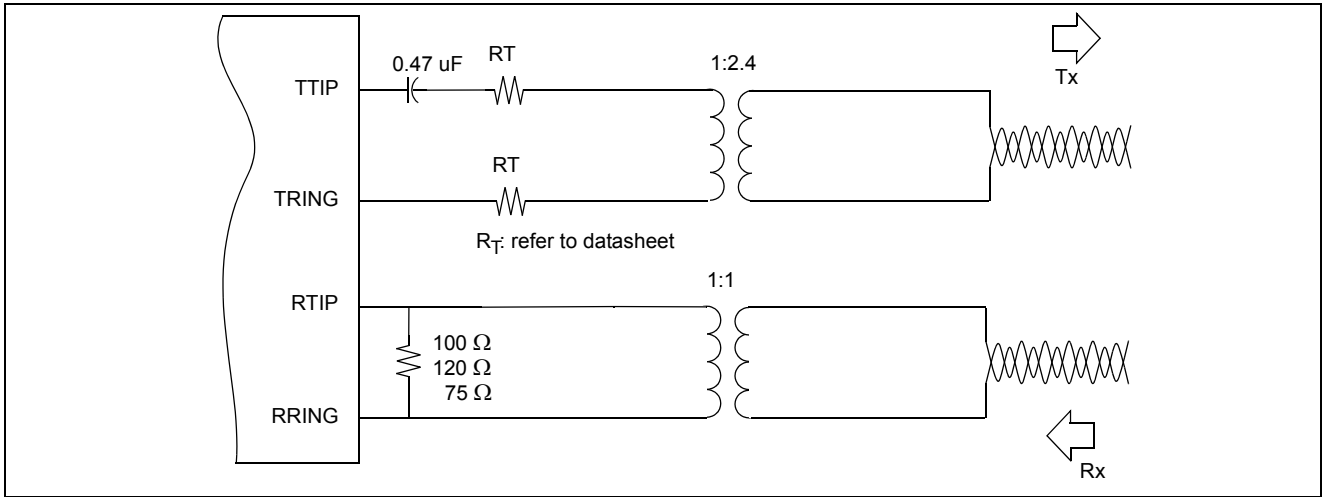 TTIP
0.47 uF
RT
1:2.4
Tx
TRING
RT
RT: refer to datasheet
RTIP
1:1
100 Ω
120 Ω
75 Ω
RRING
Rx